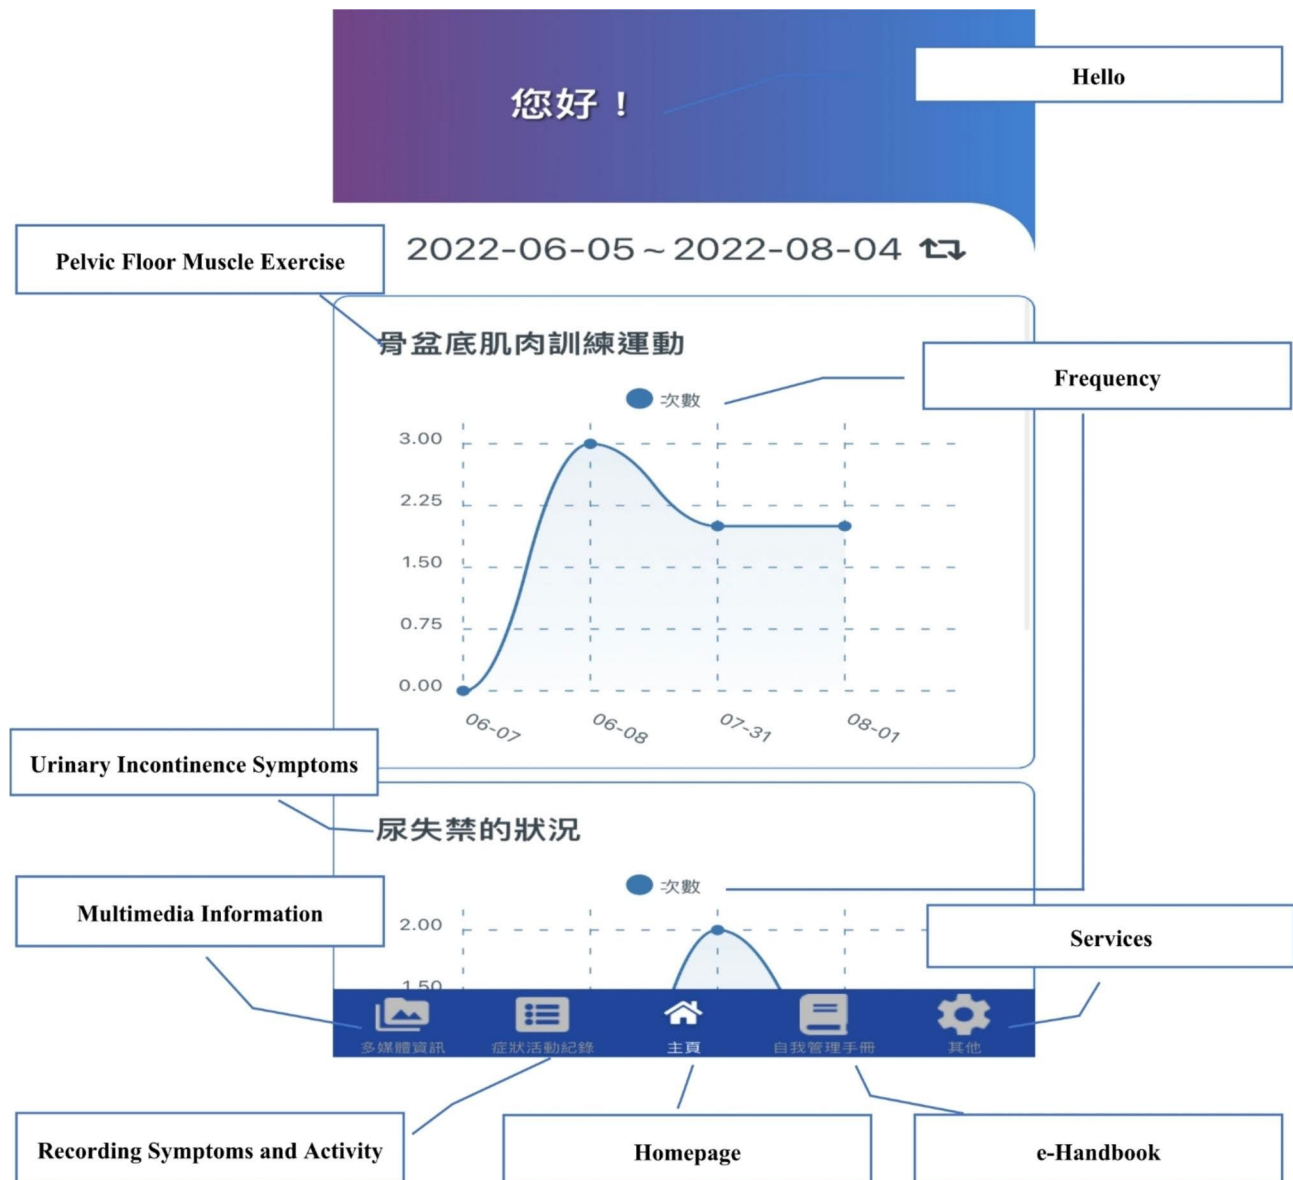 您好！
Hello
Pelvic Floor Muscle Exercise
2022-06-05～2022-08-04
骨盆底肌肉訓練運動
Frequency
次數
3.00
2.25
1.50
0.75
0.00
06-07
06-08
07-31
08-01
Urinary Incontinence Symptoms
尿失禁的狀況
次數
Multimedia Information
2.00
Services
1.50
多媒體資訊
症狀活動紀錄
主頁
自我管理手冊
其他
Recording Symptoms and Activity
Homepage
e-Handbook